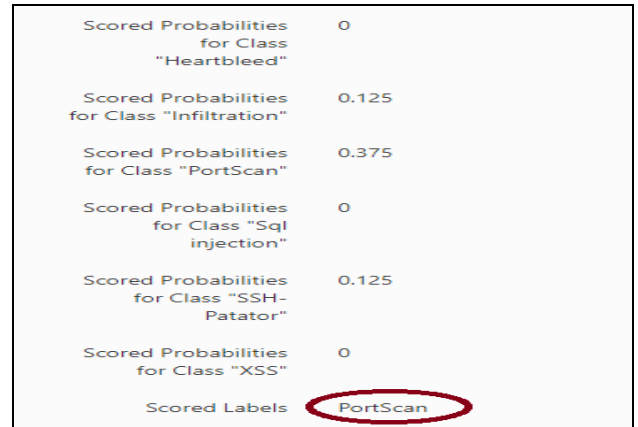 Scored Probabilities 0
for Class
"Heartbleed"
Scored Probabilities 0.125
for Class "Infiltration"
Scored Probabilities 0.375
for Class "PortScan"
Scored Probabilities 0
for Class "Sql
injection"
Scored Probabilities 0.125
for Class "SSH-
Patator"
Scored Probabilities 0
for Class "XSS"
Scored Labels PortScan